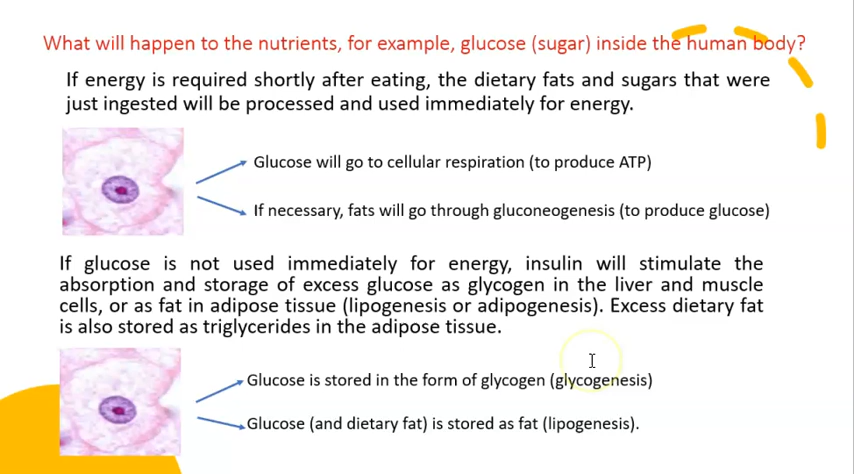 What will happen to the nutrients, for example, glucose (sugar) inside the human body?
If energy is required shortly after eating, the dietary fats and sugars that were
just ingested will be processed and used immediately for energy.
Glucose will go to cellular respiration (to produce ATP)
If necessary, fats will go through gluconeogenesis (to produce glucose)
If glucose is not used immediately for energy, insulin will stimulate the
absorption and storage of excess glucose as glycogen in the liver and muscle
cells, or as fat in adipose tissue (lipogenesis or adipogenesis). Excess dietary fat
is also stored as triglycerides in the adipose tissue.
Glucose is stored in the form of glycogen (glycogenesis)
Glucose (and dietary fat) is stored as fat (lipogenesis).